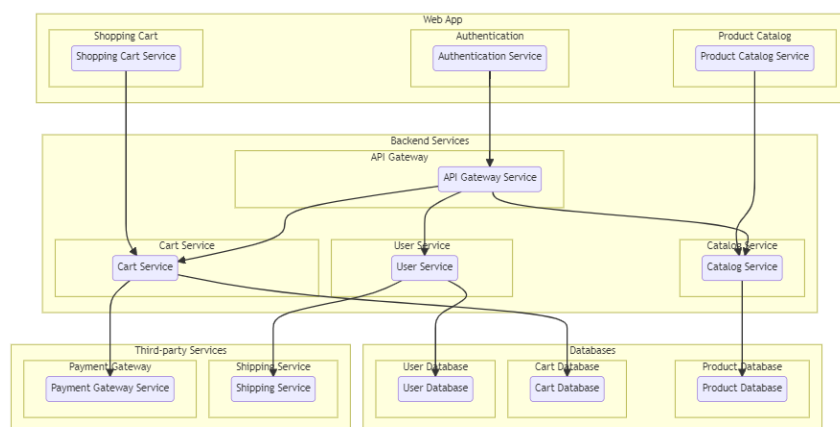 Web App
Shopping Cart
Authentication
Product Catalog
Shopping Cart Service
Authentication Service
Product Catalog Service
Backend Services
API Gateway
API Gateway Service
Cart Service
User Service
Catalog Service
Cart Service
User Service
Catalog Service
Third-party Services
Databases
Payment Gateway
Shipping Service
User Database
Cart Database
Product Database
Payment Gateway Service
Shipping Service
User Database
Cart Database
Product Database